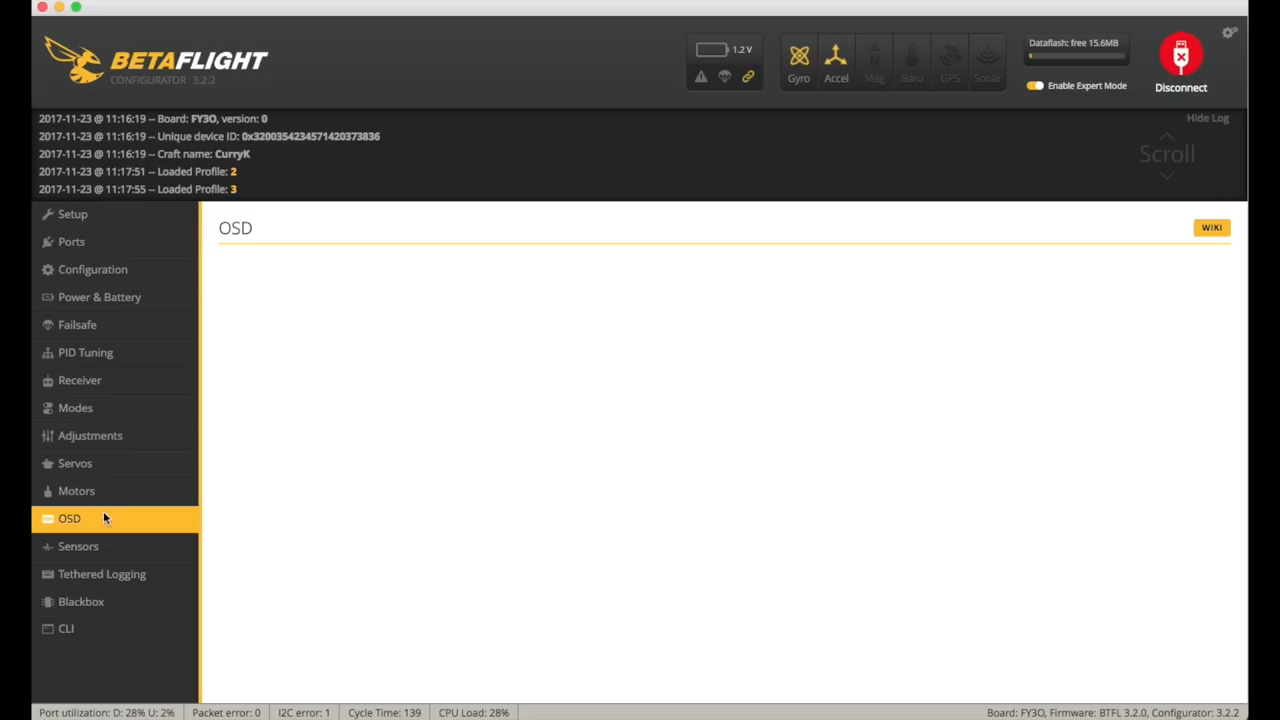 BETAFLIGHT
CONFIGURATOR 3.2.2
1.2 V
Gyro
Accel
Mag
Baro
GPS
Sonar
Dataflash: free 15.6MB
Enable Expert Mode
Disconnect
2017-11-23 @ 11:16:19 -- Board: FY3O, version: 0
2017-11-23 @ 11:16:19 -- Unique device ID: 0x3200354234571420373836
2017-11-23 @ 11:16:19 -- Craft name: CurryK
2017-11-23 @ 11:17:51 -- Loaded Profile: 2
2017-11-23 @ 11:17:55 -- Loaded Profile: 3
Hide Log
Scroll
Setup
Ports
Configuration
Power & Battery
Failsafe
PID Tuning
Receiver
Modes
Adjustments
Servos
Motors
OSD
Sensors
Tethered Logging
Blackbox
CLI
OSD
WIKI
Port utilization: D: 28% U: 2%
Packet error: 0
I2C error: 1
Cycle Time: 139
CPU Load: 28%
Board: FY3O, Firmware: BTFL 3.2.0, Configurator: 3.2.2